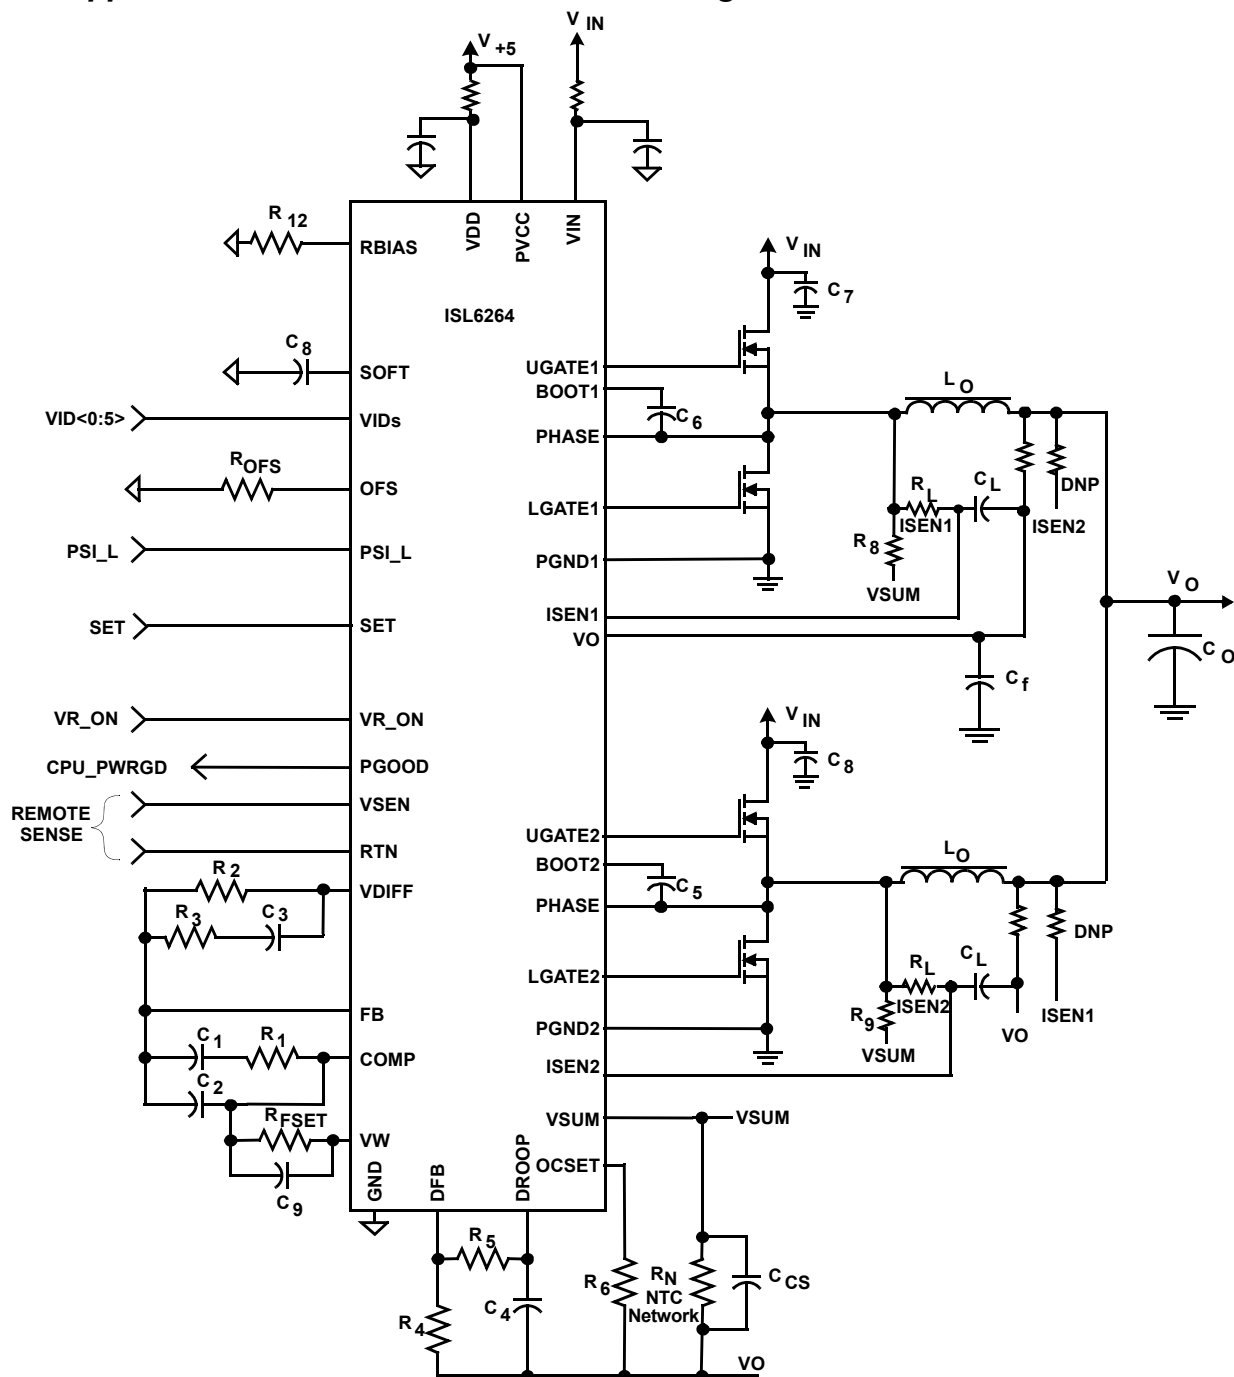 V +5
V IN
VDD
PVCC
VIN
R 12
RBIAS
ISL6264
V IN
C 7
C 8
SOFT
UGATE1
BOOT1
C 6
PHASE
L O
VID<0:5>
VIDs
R OFS
OFS
LGATE1
R L
C L
DNP
ISEN1
ISEN2
R 8
VSUM
PSI_L
PSI_L
PGND1
SET
SET
ISEN1
VO
V O
C O
C f
VR_ON
VR_ON
V IN
C 8
CPU_PWRGD
PGOOD
REMOTE
SENSE
VSEN
RTN
UGATE2
BOOT2
C 5
PHASE
L O
R 2
VDIFF
R 3
C 3
LGATE2
R L
C L
DNP
ISEN2
ISEN1
R 9
VSUM
VO
FB
PGND2
C 1
R 1
COMP
ISEN2
C 2
R FSET
VW
VSUM
VSUM
C 9
GND
DFB
DROOP
OCSET
R 5
R 4
C 4
R 6
R N
NTC
Network
C CS
VO